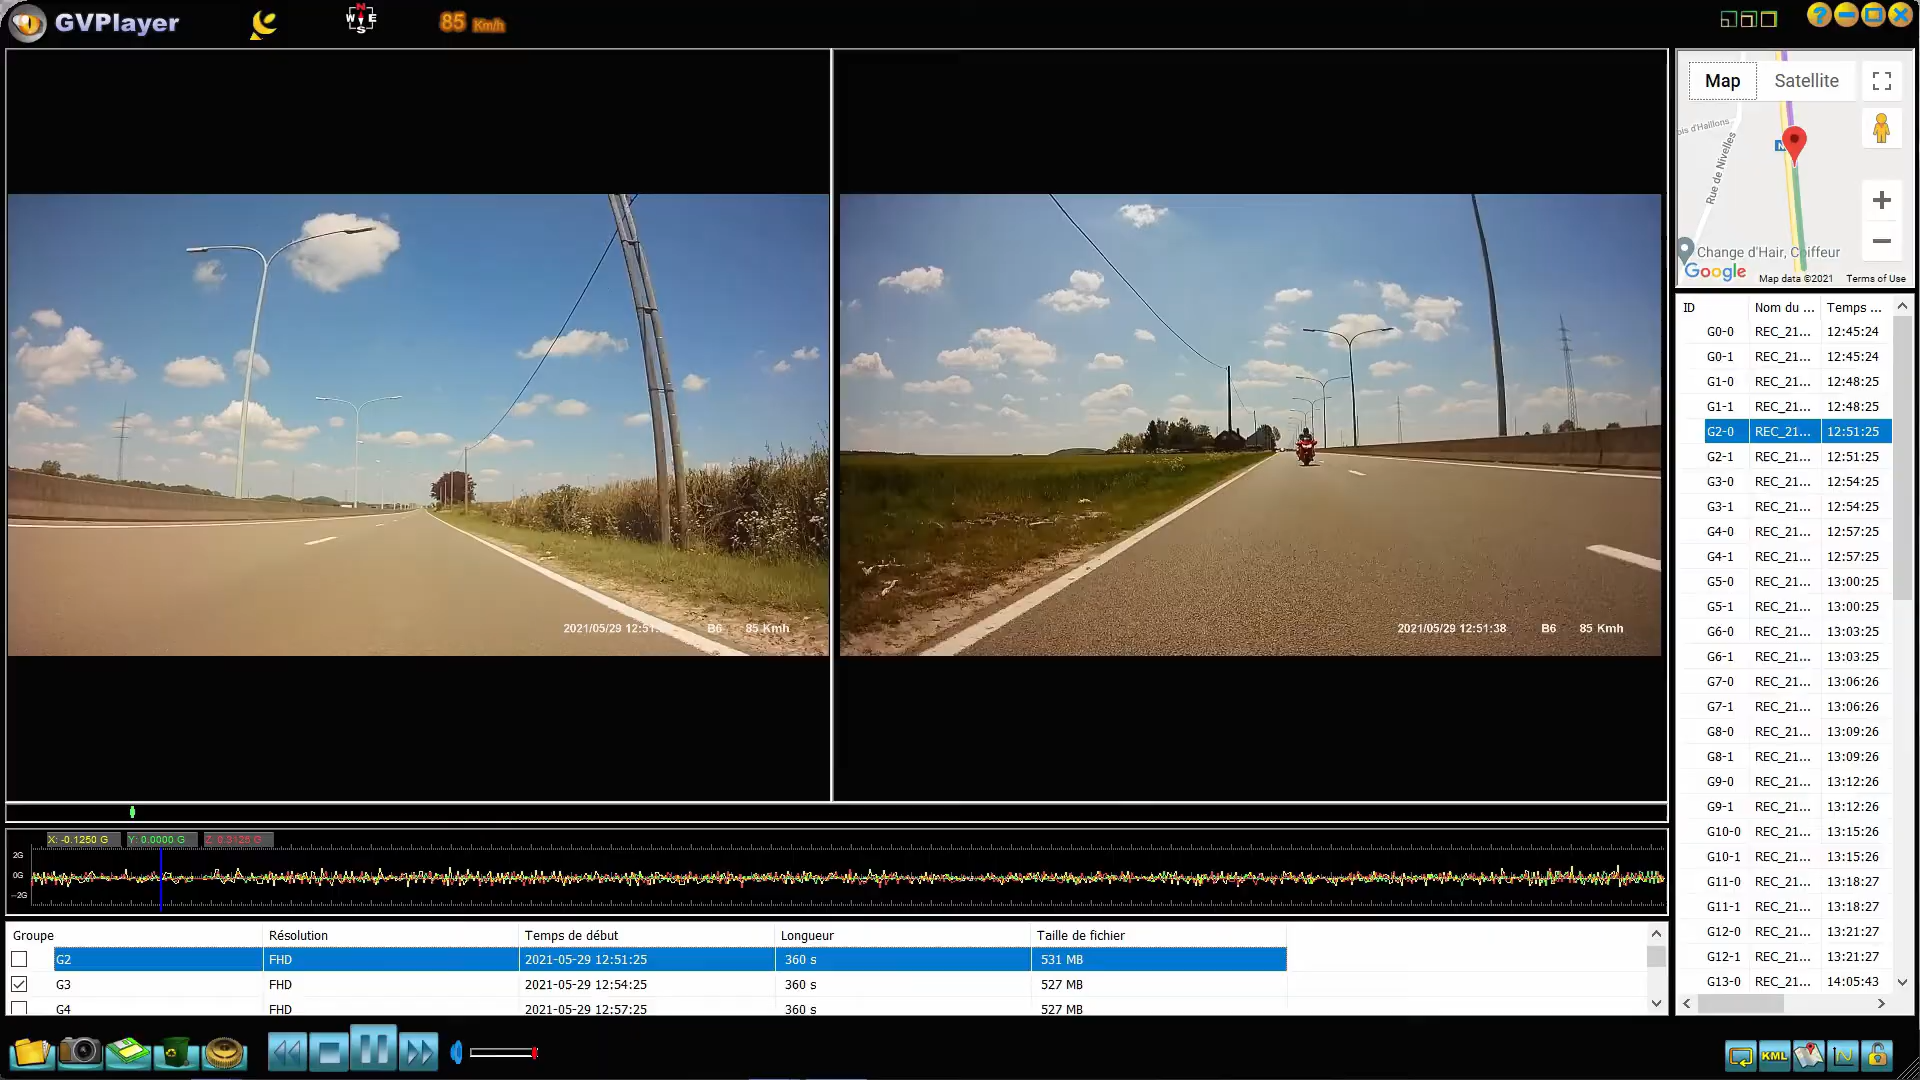 GVPlayer
N
W E
S
85 Km/h
Map Satellite
ois d'Haillons
Rue de Nivelles
N
Change d'Hair, Coiffeur
Google Map data ©2021 Terms of Use
2021/05/29 12:51: B6 85 Kmh
2021/05/29 12:51:38 B6 85 Kmh
ID Nom du ... Temps ...
G0-0 REC_21... 12:45:24
G0-1 REC_21... 12:45:24
G1-0 REC_21... 12:48:25
G1-1 REC_21... 12:48:25
G2-0 REC_21... 12:51:25
G2-1 REC_21... 12:51:25
G3-0 REC_21... 12:54:25
G3-1 REC_21... 12:54:25
G4-0 REC_21... 12:57:25
G4-1 REC_21... 12:57:25
G5-0 REC_21... 13:00:25
G5-1 REC_21... 13:00:25
G6-0 REC_21... 13:03:25
G6-1 REC_21... 13:03:25
G7-0 REC_21... 13:06:26
G7-1 REC_21... 13:06:26
G8-0 REC_21... 13:09:26
G8-1 REC_21... 13:09:26
G9-0 REC_21... 13:12:26
G9-1 REC_21... 13:12:26
G10-0 REC_21... 13:15:26
G10-1 REC_21... 13:15:26
G11-0 REC_21... 13:18:27
G11-1 REC_21... 13:18:27
G12-0 REC_21... 13:21:27
G12-1 REC_21... 13:21:27
G13-0 REC_21... 14:05:43
X: -0.1250 G Y: 0.0000 G Z: 0.3125 G
2G
0G
-2G
Groupe Résolution Temps de début Longueur Taille de fichier
G2 FHD 2021-05-29 12:51:25 360 s 531 MB
G3 FHD 2021-05-29 12:54:25 360 s 527 MB
G4 FHD 2021-05-29 12:57:25 360 s 527 MB
KML